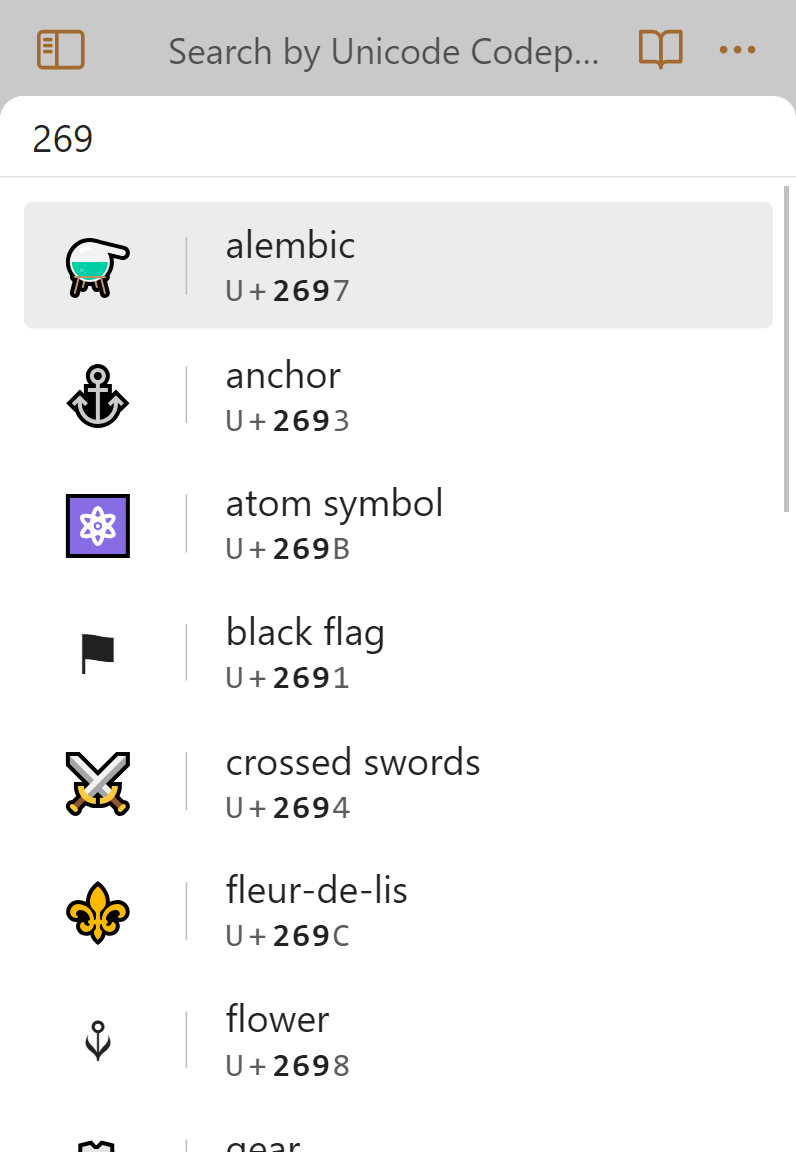 Search by Unicode Codep...
269
alembic
U+2697
anchor
U+2693
atom symbol
U+269B
black flag
U+2691
crossed swords
U+2694
fleur-de-lis
U+269C
flower
U+2698
gear